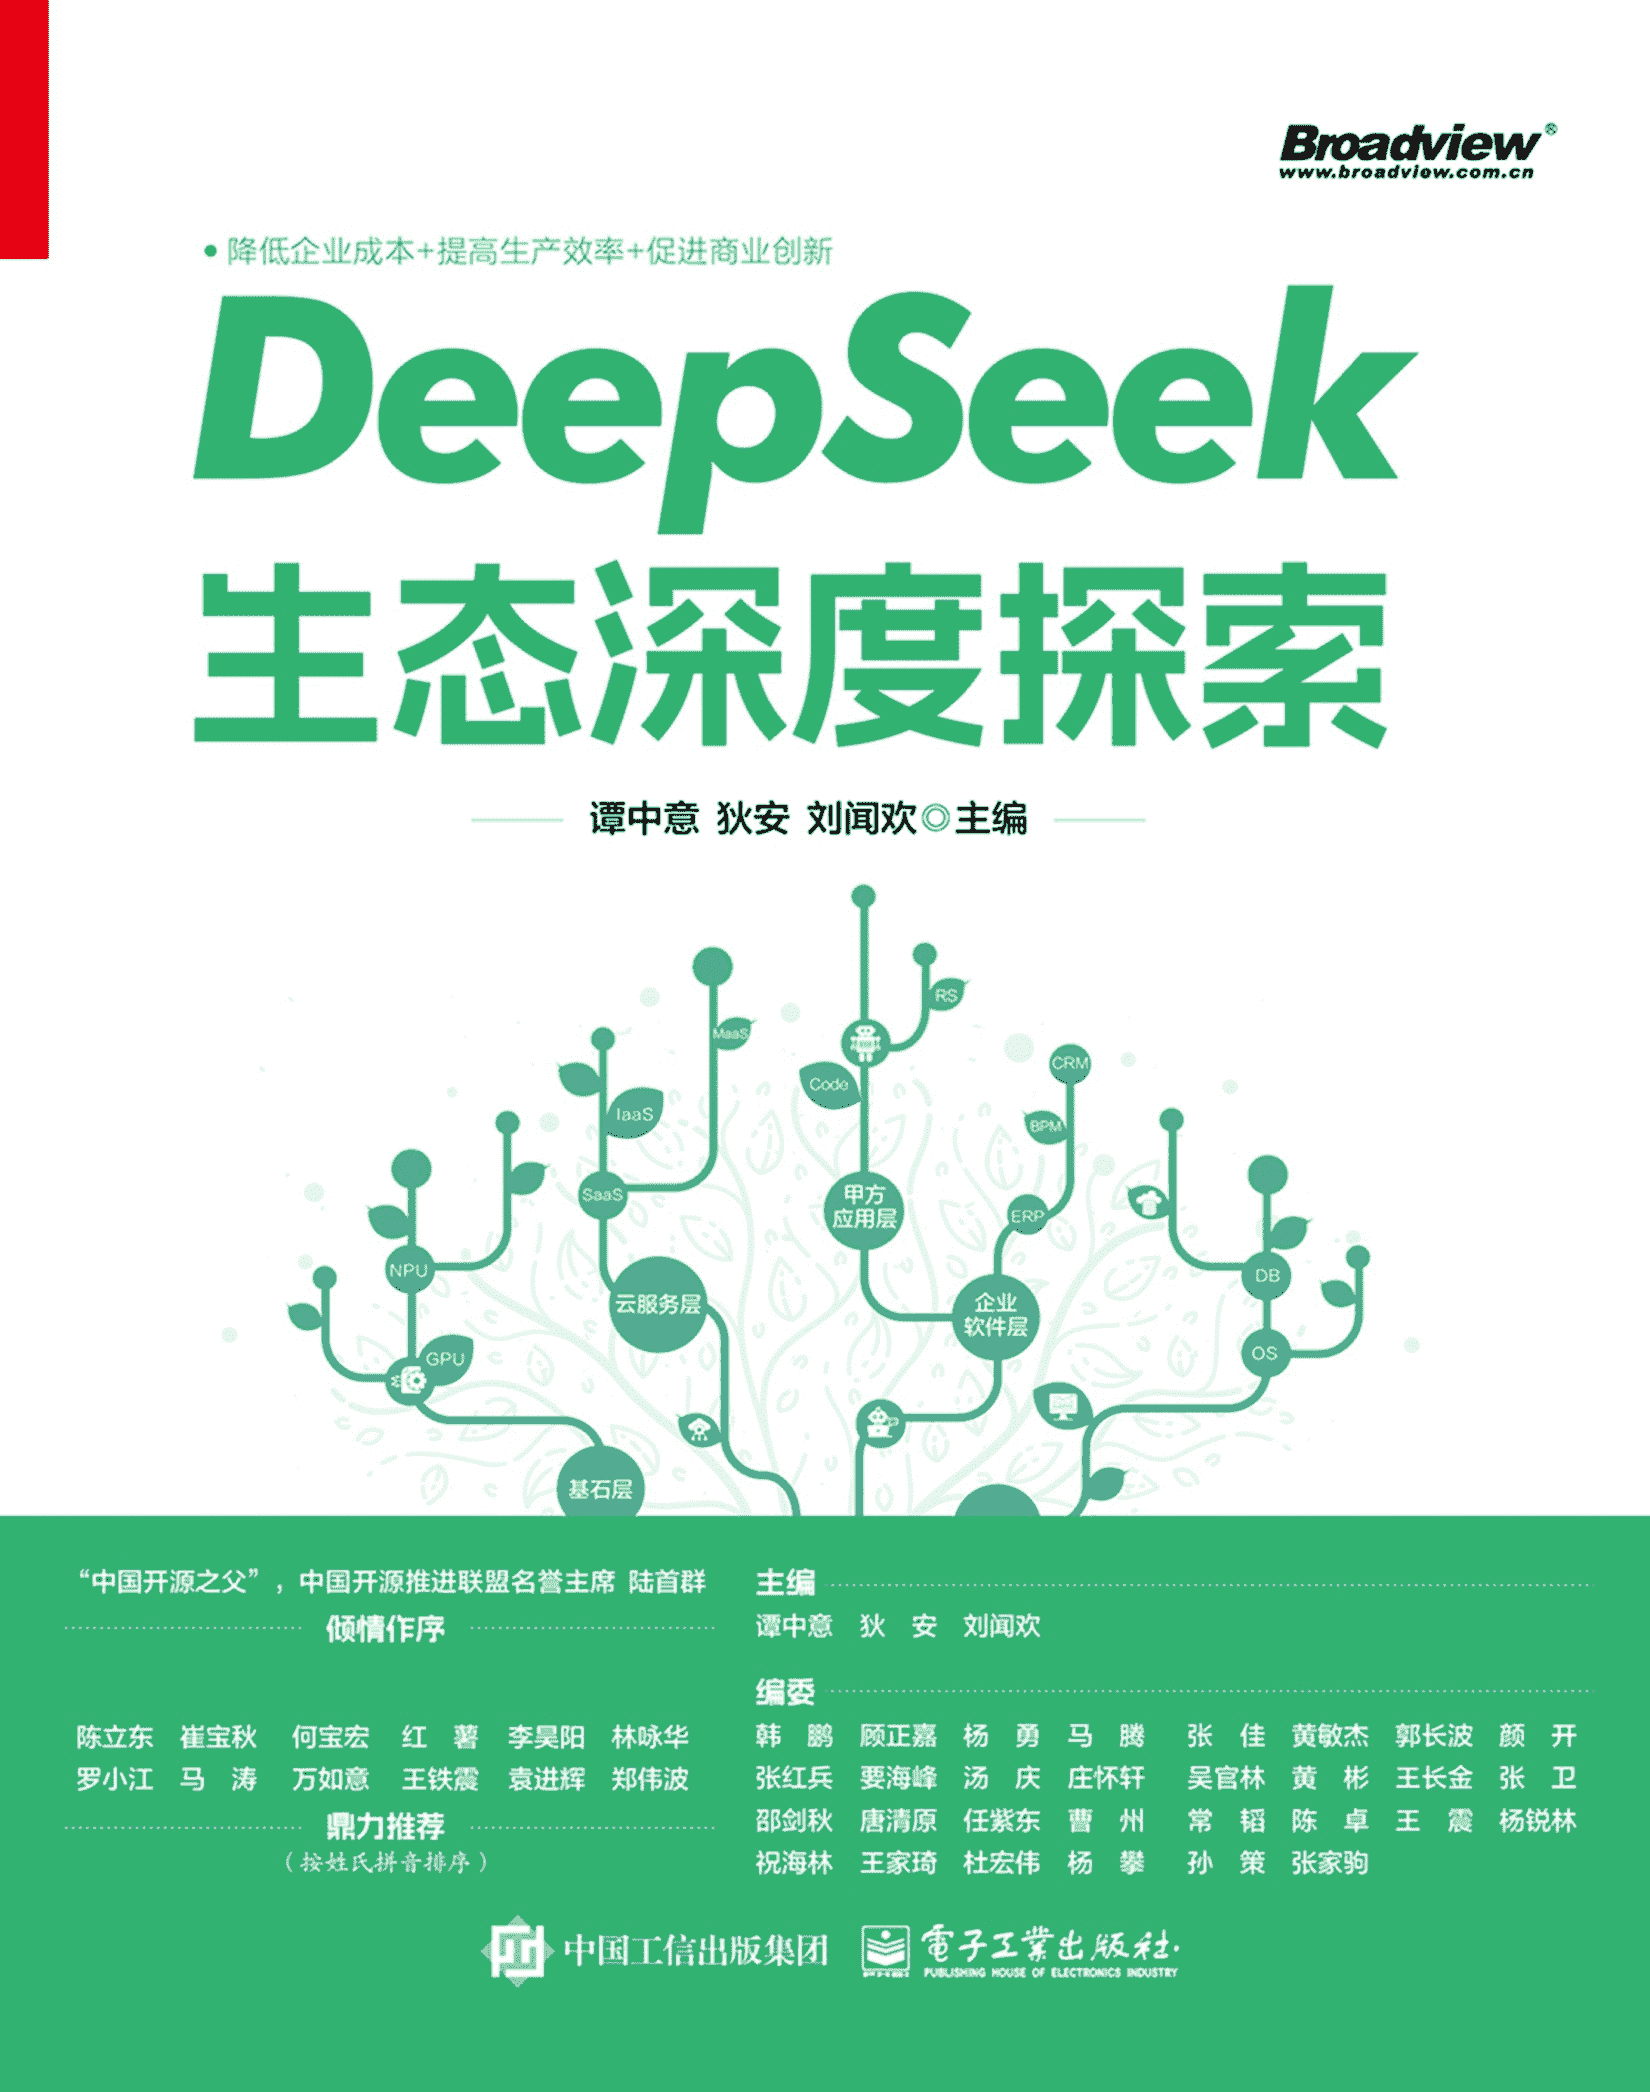 Broadview®
www.broadview.com.cn
• 降低企业成本+提高生产效率+促进商业创新
DeepSeek
生态深度探索
谭中意 狄安 刘闻欢◎主编
RS
MaaS
Code
CRM
IaaS
BPM
SaaS
甲方
应用层
ERP
NPU
DB
云服务层
企业
软件层
GPU
OS
基石层
“中国开源之父”，中国开源推进联盟名誉主席 陆首群
倾情作序
陈立东 崔宝秋 何宝宏 红 薯 李昊阳 林咏华
罗小江 马 涛 万如意 王铁震 袁进辉 郑伟波
鼎力推荐
（按姓氏拼音排序）
主编
谭中意 狄 安 刘闻欢
编委
韩 鹏 顾正嘉 杨 勇 马 腾 张 佳 黄敏杰 郭长波 颜 开
张红兵 要海峰 汤 庆 庄怀轩 吴官林 黄 彬 王长金 张 卫
邵剑秋 唐清原 任紫东 曹 州 常 韬 陈 卓 王 震 杨锐林
祝海林 王家琦 杜宏伟 杨 攀 孙 策 张家驹
中国工信出版集团
電子工業出版社
PUBLISHING HOUSE OF ELECTRONICS INDUSTRY